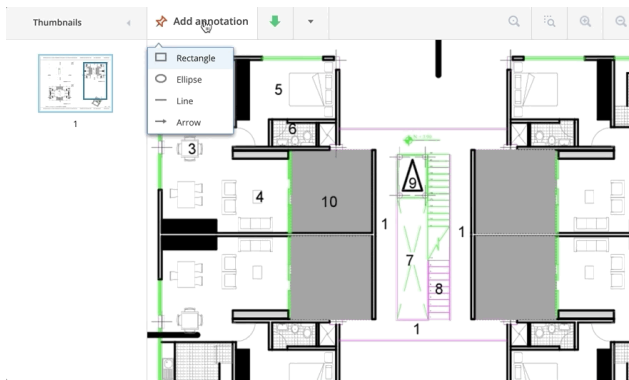 Thumbnails
Add annotation
Rectangle
Ellipse
Line
Arrow
1
5
6
3
4
10
9
1
1
7
8
1